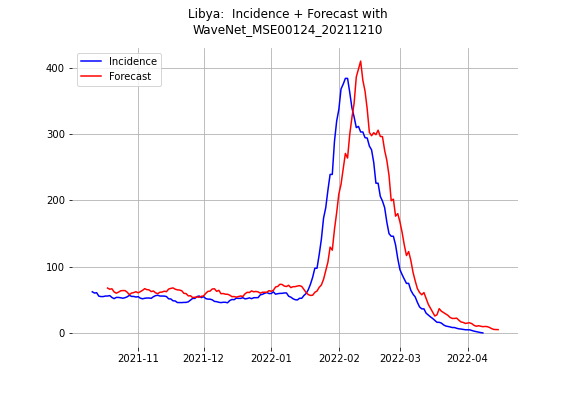 Libya:  Incidence + Forecast with
WaveNet_MSE00124_20211210
Incidence
Forecast
400
300
200
100
0
2021-11
2021-12
2022-01
2022-02
2022-03
2022-04